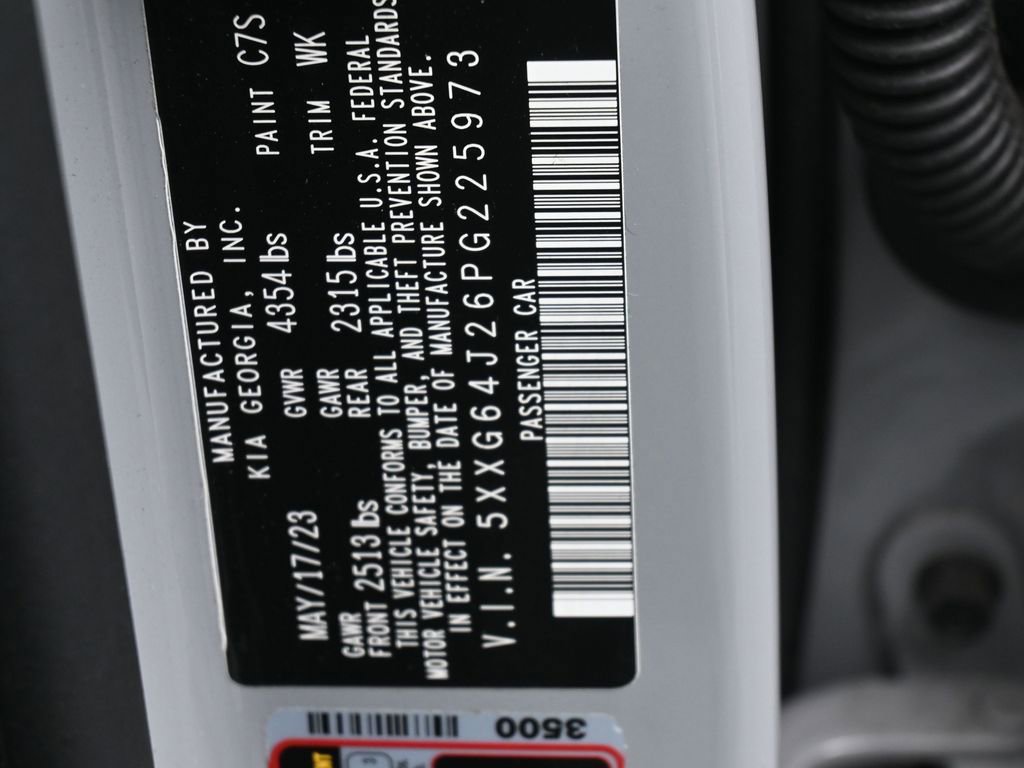 MANUFACTURED BY
KIA GEORGIA, INC.
MAY/17/23 GVWR 4354 lbs PAINT C7S
GAWR FRONT 2513 lbs GAWR REAR 2315 lbs TRIM WK
THIS VEHICLE CONFORMS TO ALL APPLICABLE U.S.A. FEDERAL
MOTOR VEHICLE SAFETY, BUMPER, AND THEFT PREVENTION STANDARDS
IN EFFECT ON THE DATE OF MANUFACTURE SHOWN ABOVE.
V.I.N. 5XXG64J26PG225973
PASSENGER CAR
3500